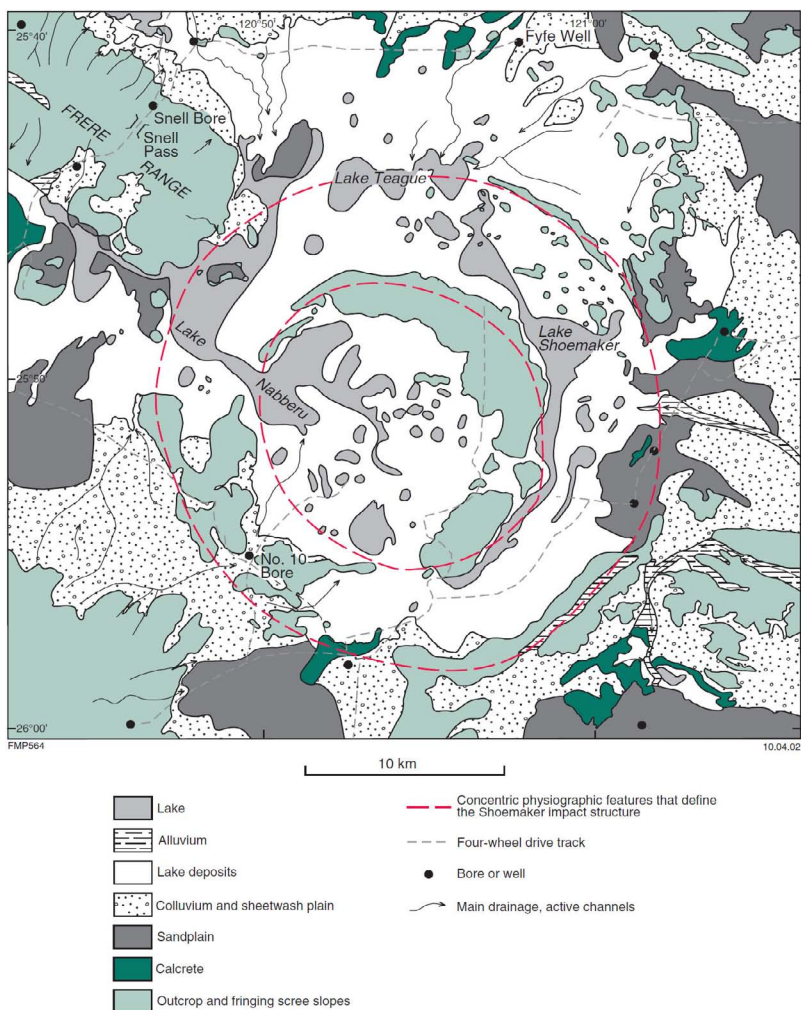 120°50'
121°00'
25°40'
Fyfe Well
Snell Bore
Snell
Pass
FRERE
RANGE
Lake Teague
Lake
Shoemaker
Lake
Nabberu
25°50'
No. 10
Bore
26°00'
FMP564
10.04.02
10 km
Lake
Alluvium
Lake deposits
Colluvium and sheetwash plain
Sandplain
Calcrete
Outcrop and fringing scree slopes
Concentric physiographic features that define
the Shoemaker impact structure
Four-wheel drive track
Bore or well
Main drainage, active channels